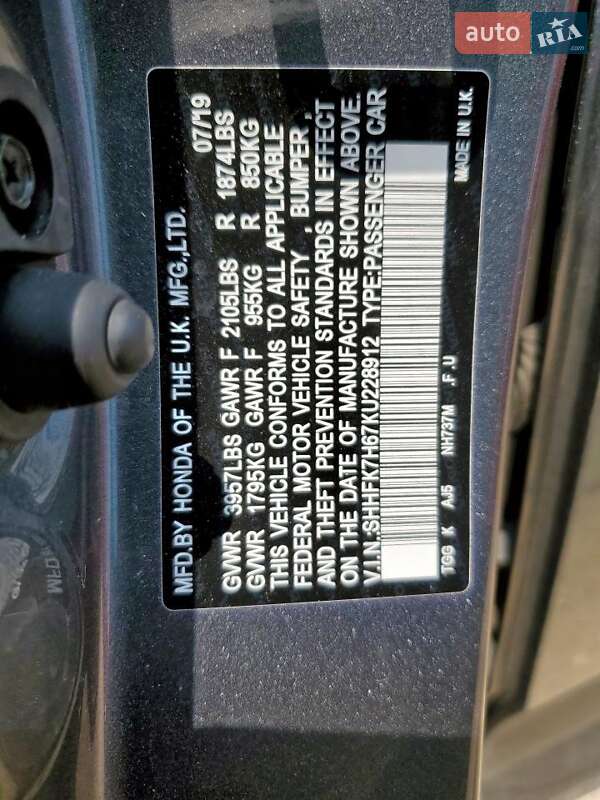 auto RIA.com
MFD.BY HONDA OF THE U.K. MFG.,LTD. 07/19
GVWR 3957LBS GAWR F 2105LBS R 1874LBS
GVWR 1795KG GAWR F 955KG R 850KG
THIS VEHICLE CONFORMS TO ALL APPLICABLE
FEDERAL MOTOR VEHICLE SAFETY , BUMPER ,
AND THEFT PREVENTION STANDARDS IN EFFECT
ON THE DATE OF MANUFACTURE SHOWN ABOVE.
V.I.N.SHHFK7H67KU228912 TYPE:PASSENGER CAR
TGG K AJ5 NH737M .F .U MADE IN U.K.